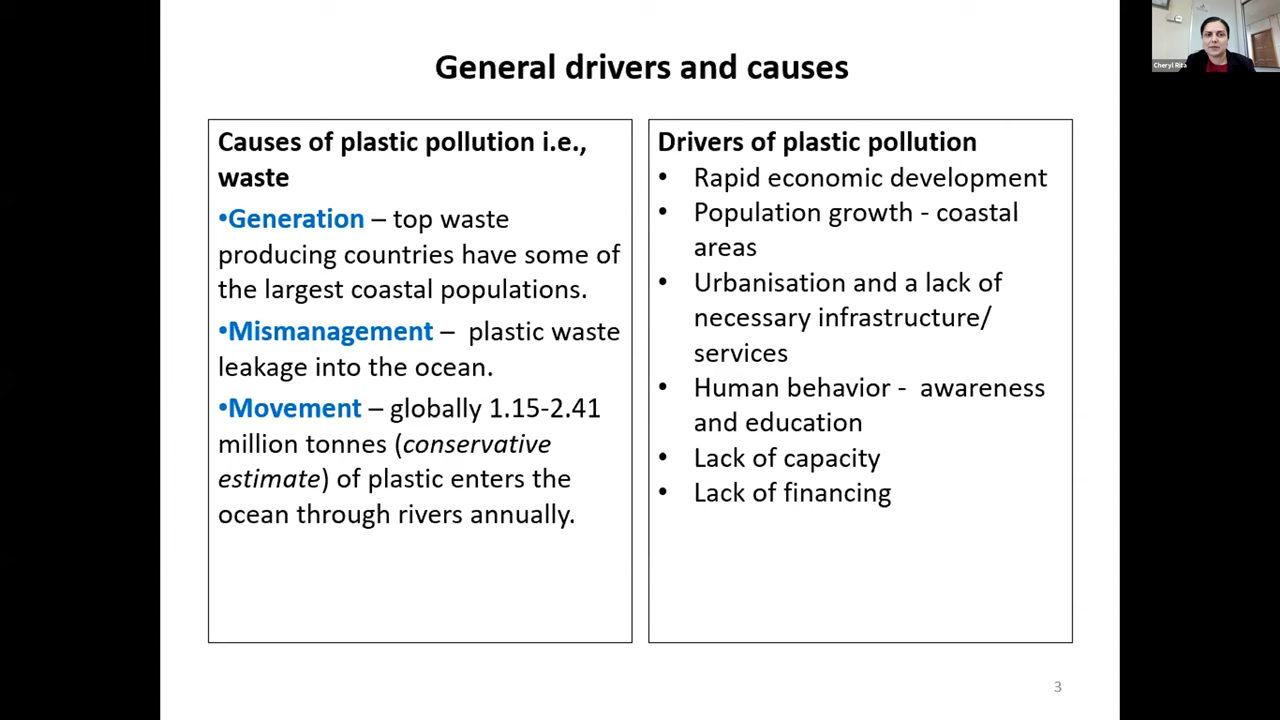 General drivers and causes
Causes of plastic pollution i.e.,
waste
•Generation – top waste
producing countries have some of
the largest coastal populations.
•Mismanagement – plastic waste
leakage into the ocean.
•Movement – globally 1.15-2.41
million tonnes (conservative
estimate) of plastic enters the
ocean through rivers annually.
Drivers of plastic pollution
• Rapid economic development
• Population growth - coastal
areas
• Urbanisation and a lack of
necessary infrastructure/
services
• Human behavior - awareness
and education
• Lack of capacity
• Lack of financing
3
Cheryl Rita